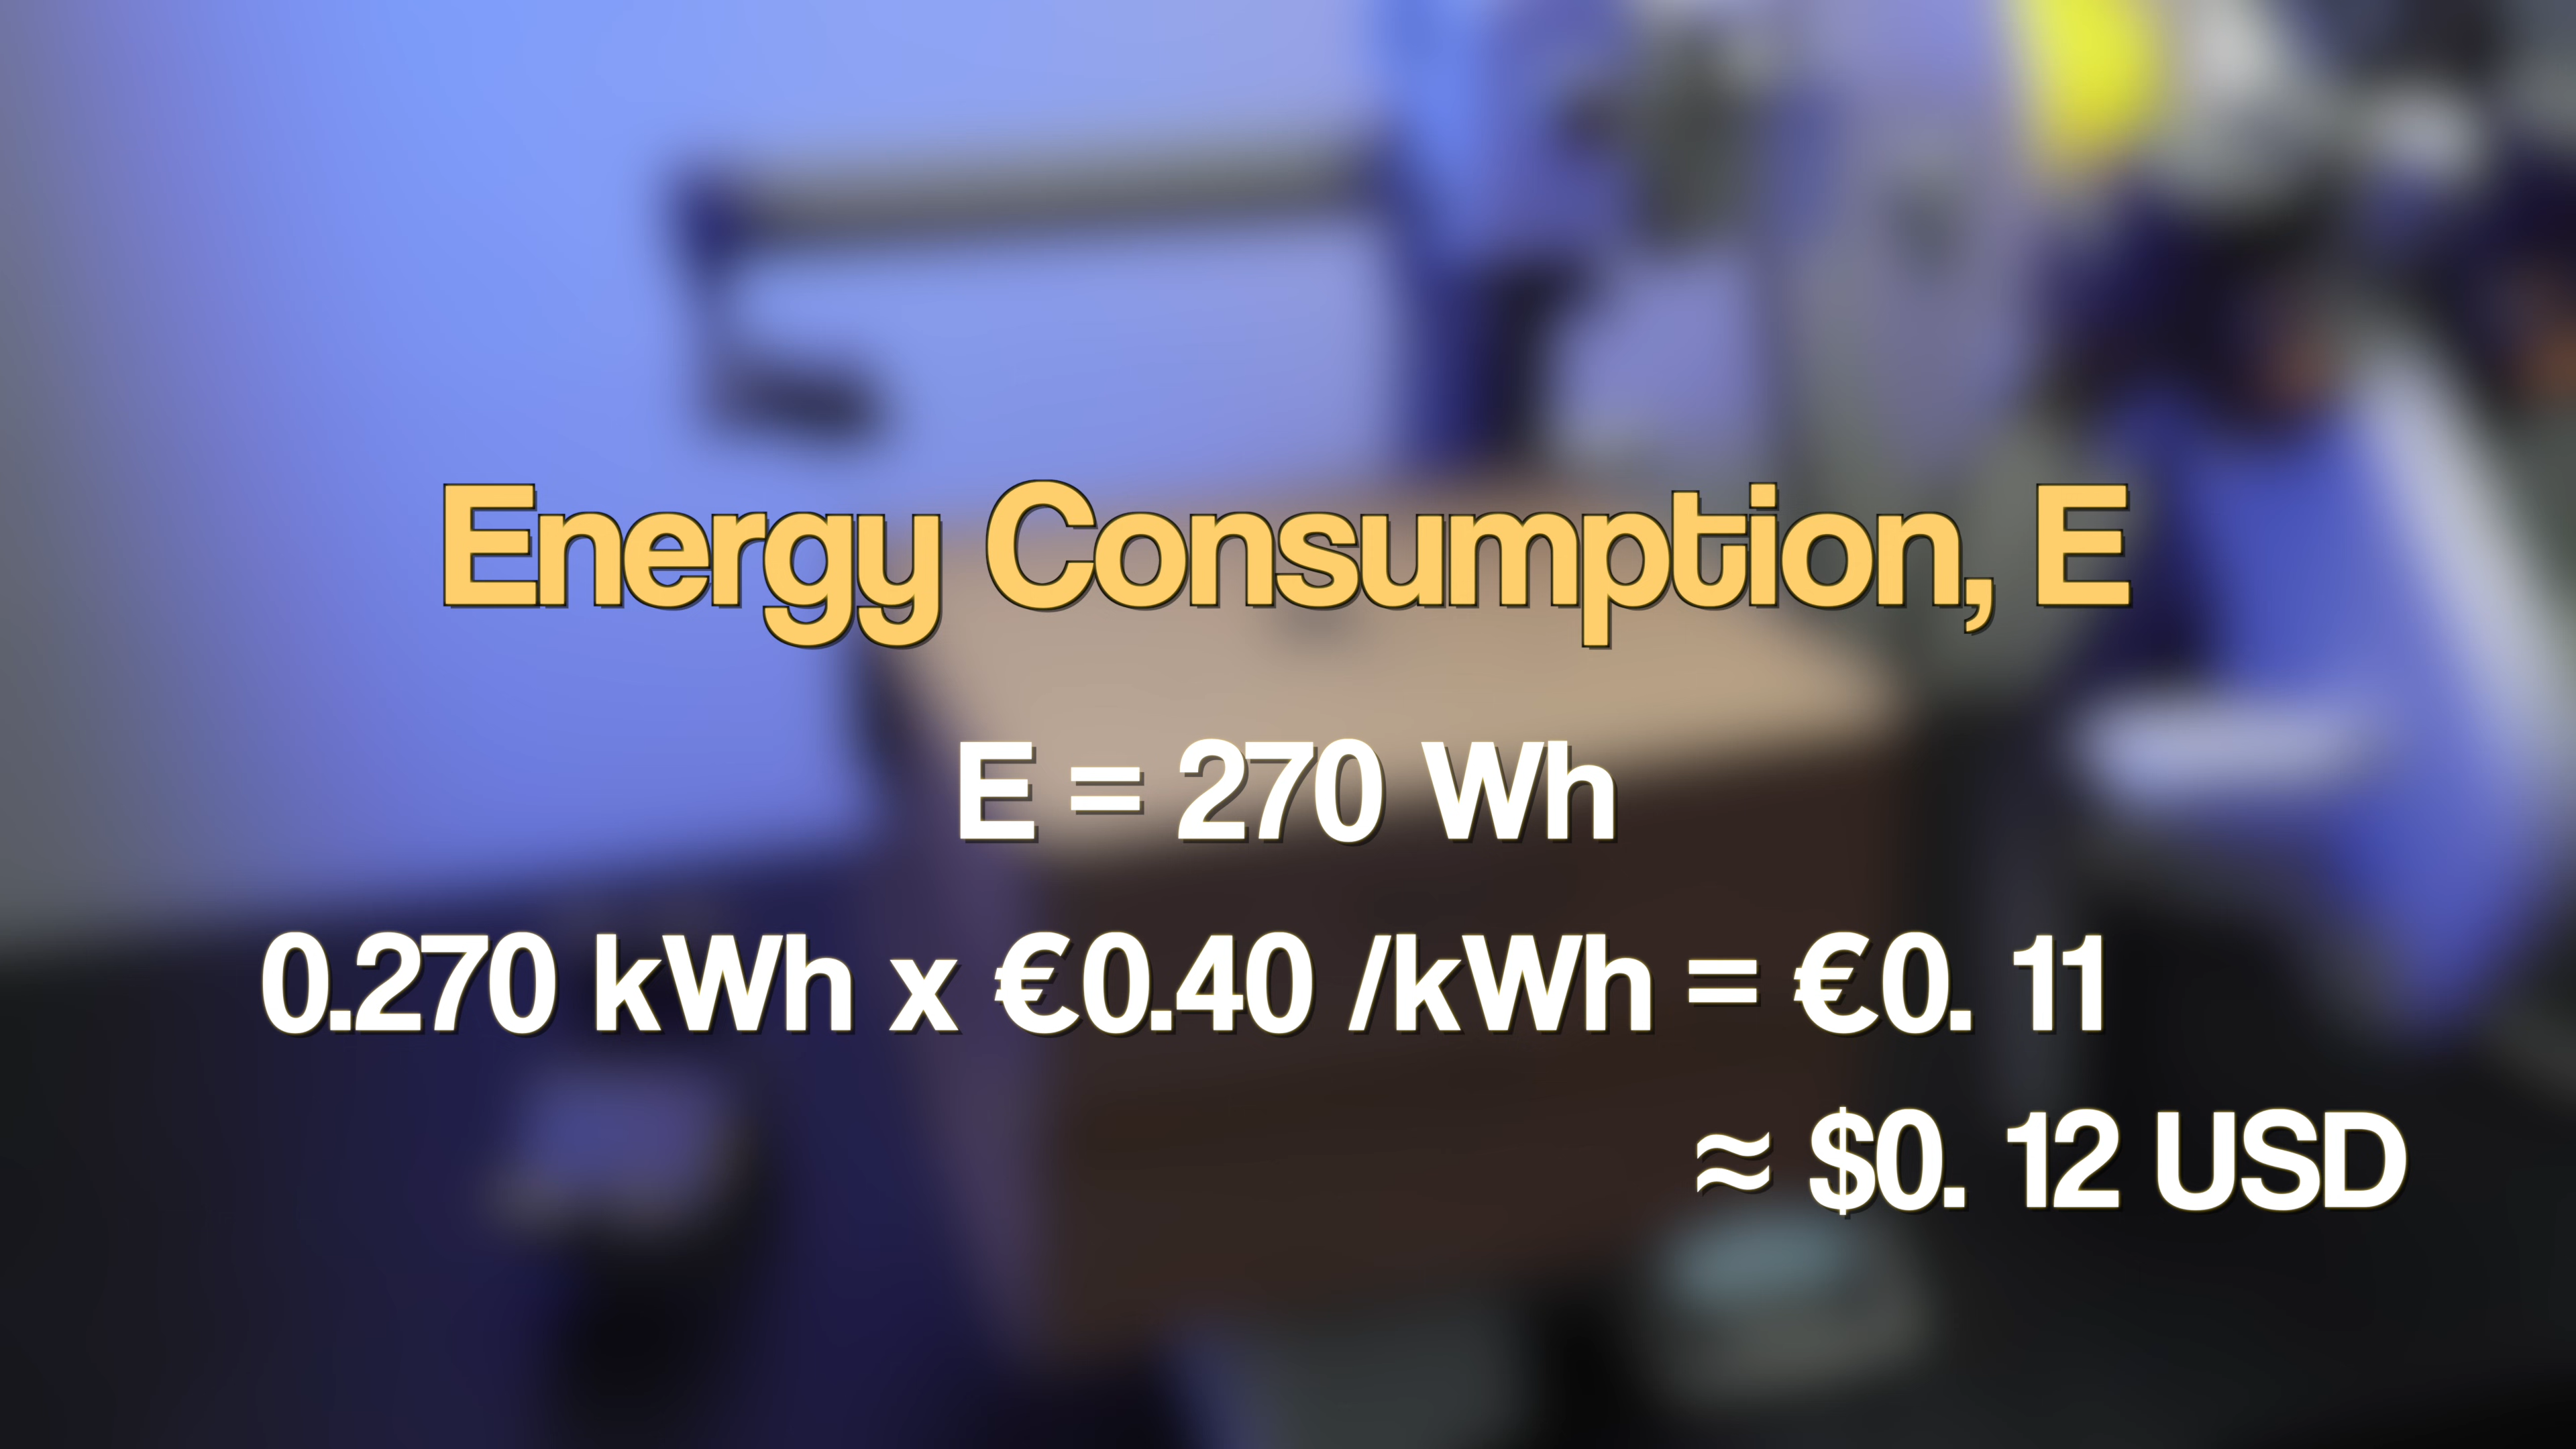 Energy Consumption, E
E = 270 Wh
0.270 kWh x €0.40 /kWh = €0. 11
≈ $0. 12 USD